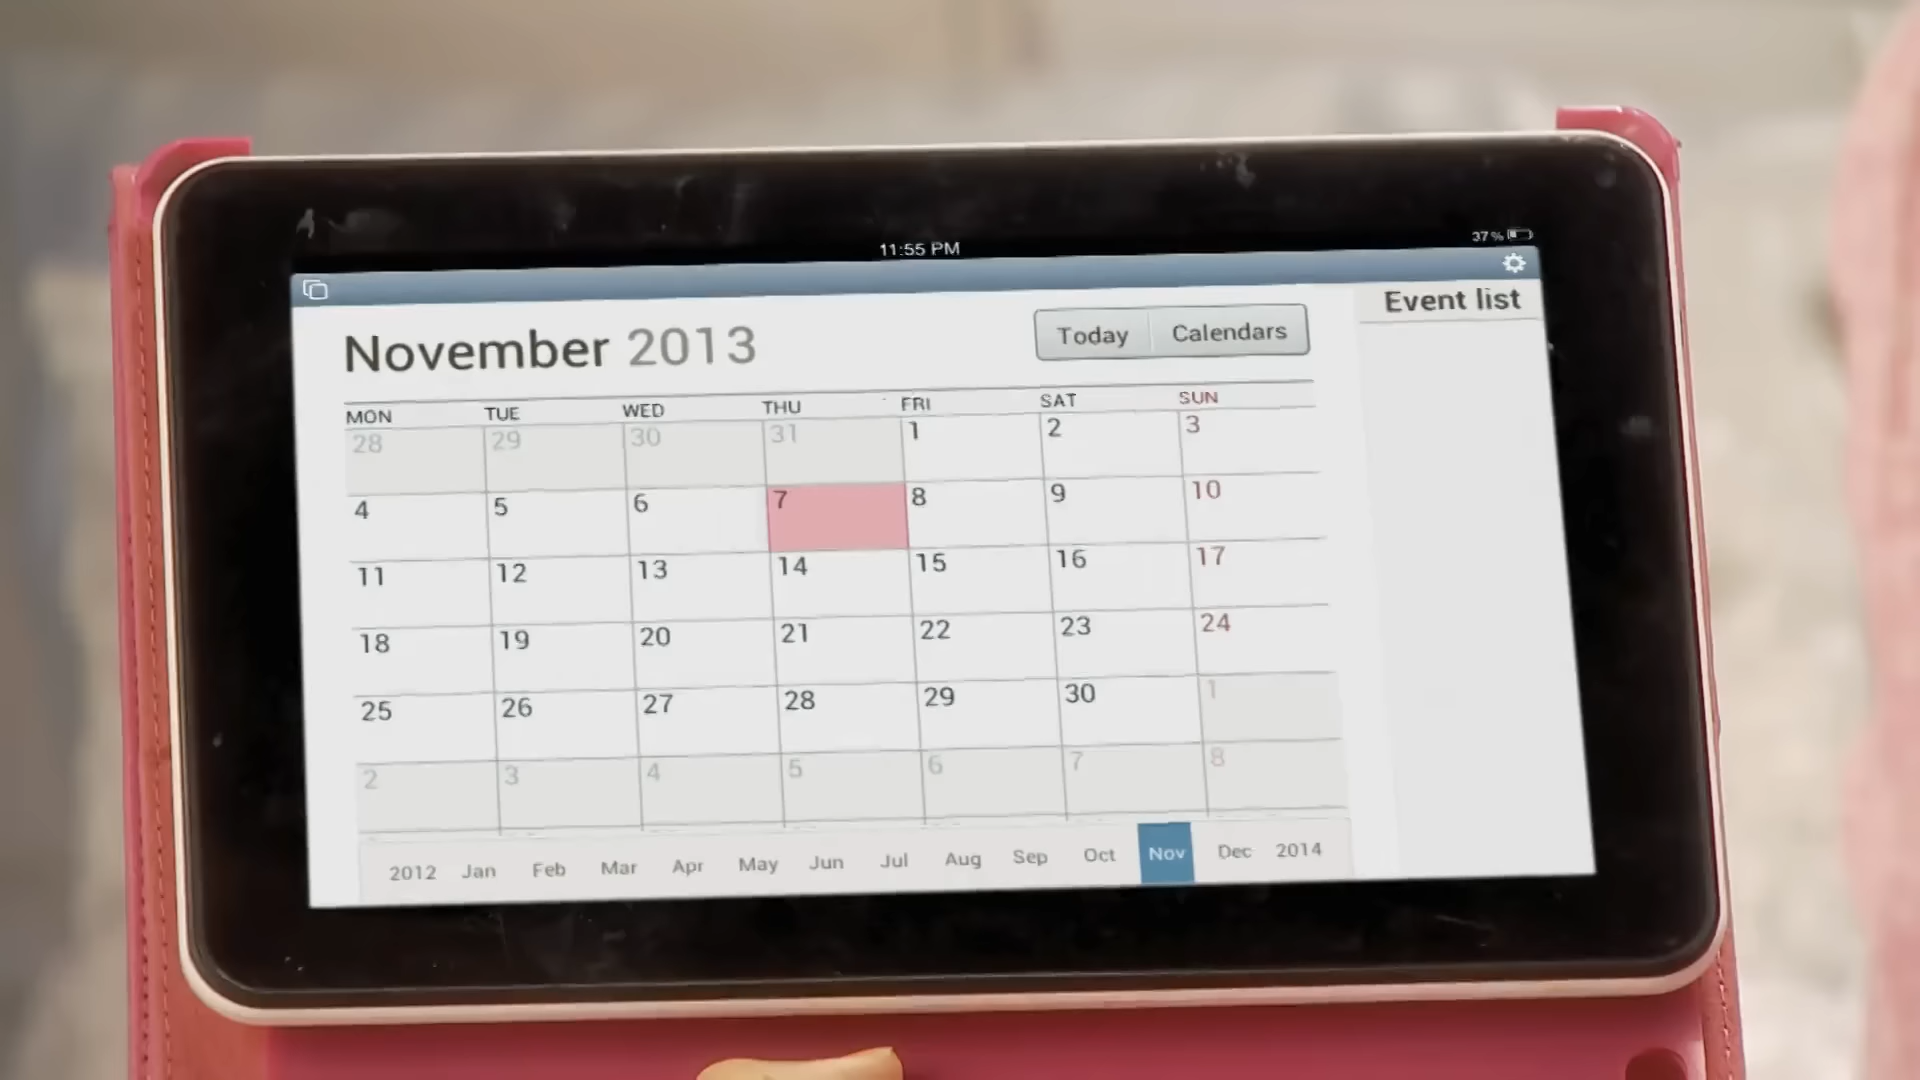 11:55 PM
37%
November 2013
Today Calendars
Event list
MON TUE WED THU FRI SAT SUN
28 29 30 31 1 2 3
4 5 6 7 8 9 10
11 12 13 14 15 16 17
18 19 20 21 22 23 24
25 26 27 28 29 30 1
2 3 4 5 6 7 8
2012 Jan Feb Mar Apr May Jun Jul Aug Sep Oct Nov Dec 2014